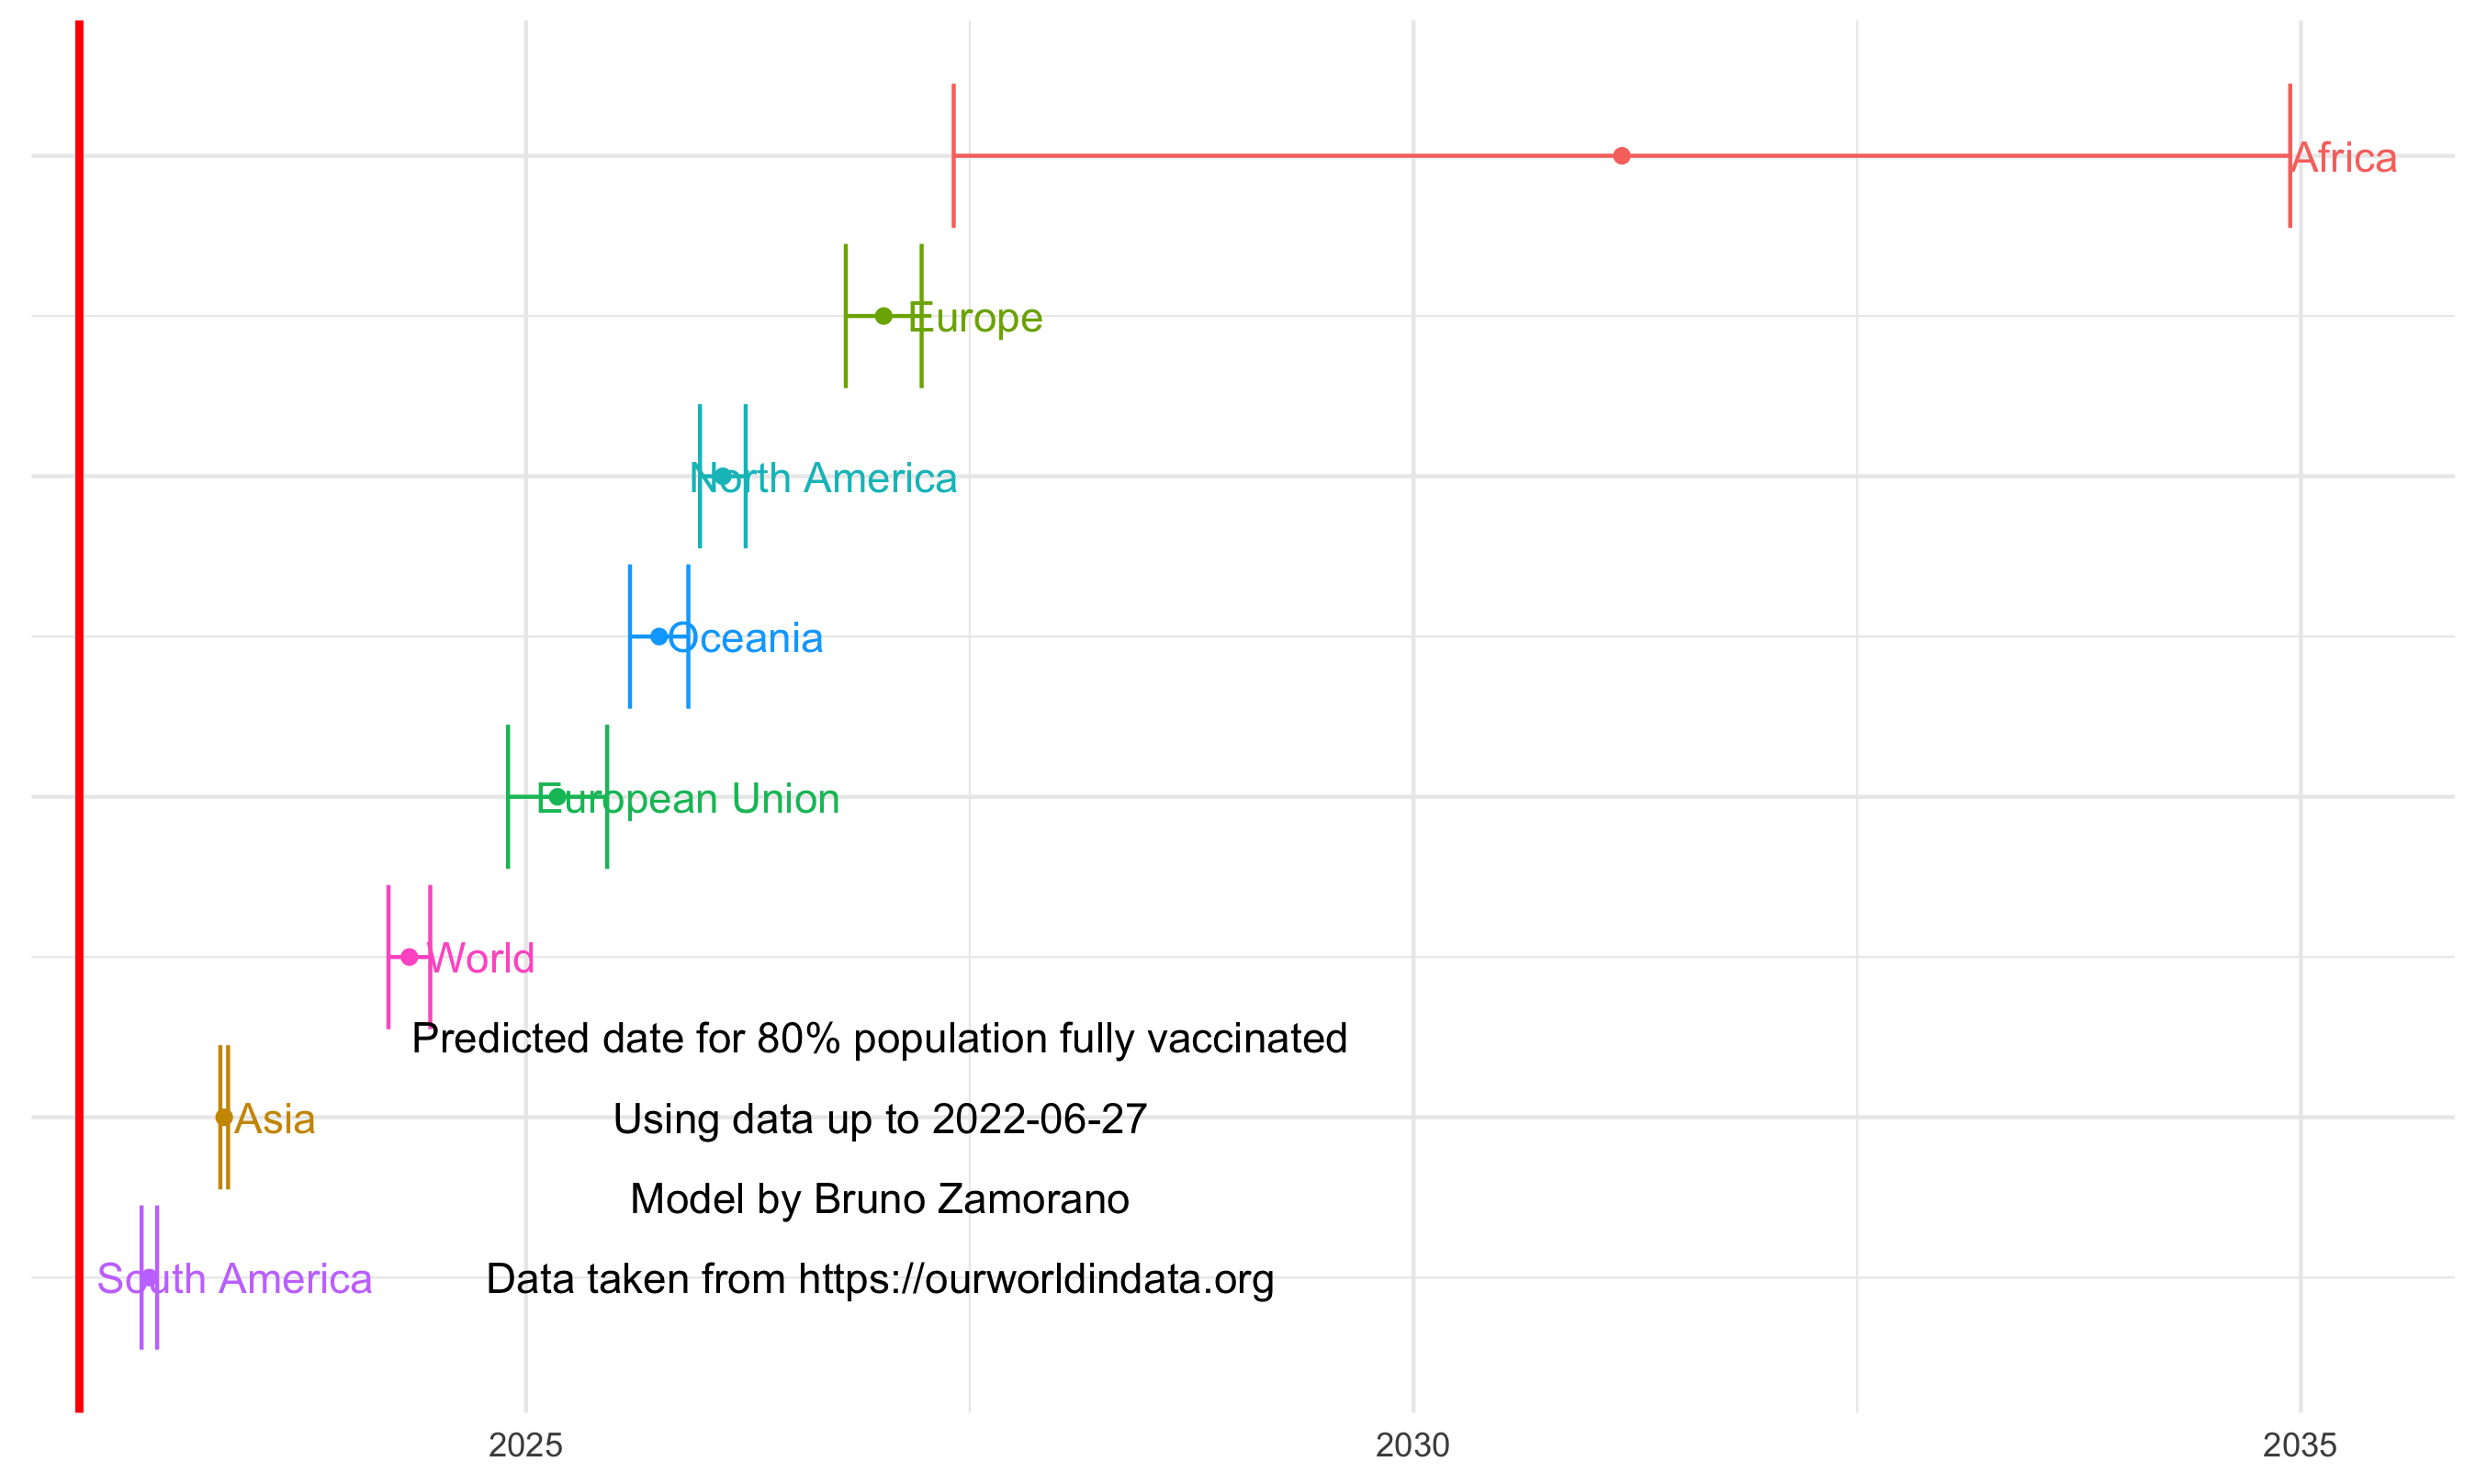 Africa
Europe
North America
Oceania
European Union
World
Predicted date for 80% population fully vaccinated
Asia
Using data up to 2022-06-27
Model by Bruno Zamorano
South America
Data taken from https://ourworldindata.org
2025
2030
2035